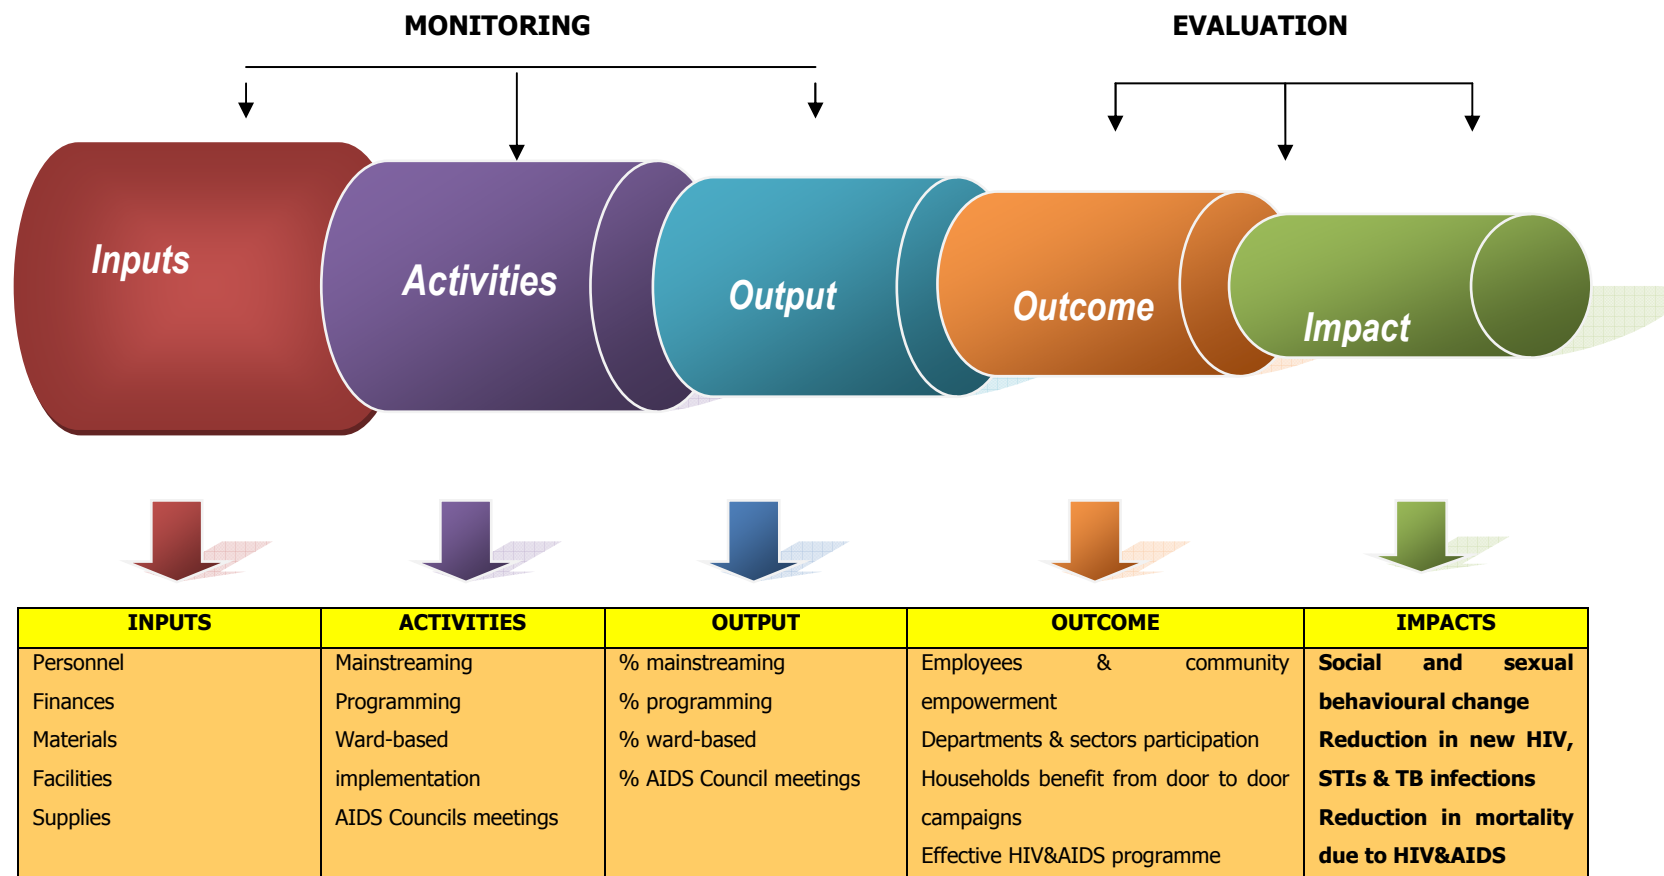 MONITORING
EVALUATION
Inputs
Activities
Output
Outcome
Impact
INPUTS
Personnel
Finances
Materials
Facilities
Supplies
ACTIVITIES
Mainstreaming
Programming
Ward-based
implementation
AIDS Councils meetings
OUTPUT
% mainstreaming
% programming
% ward-based
% AIDS Council meetings
OUTCOME
Employees & community
empowerment
Departments & sectors participation
Households benefit from door to door
campaigns
Effective HIV&AIDS programme
IMPACTS
Social and sexual
behavioural change
Reduction in new HIV,
STIs & TB infections
Reduction in mortality
due to HIV&AIDS